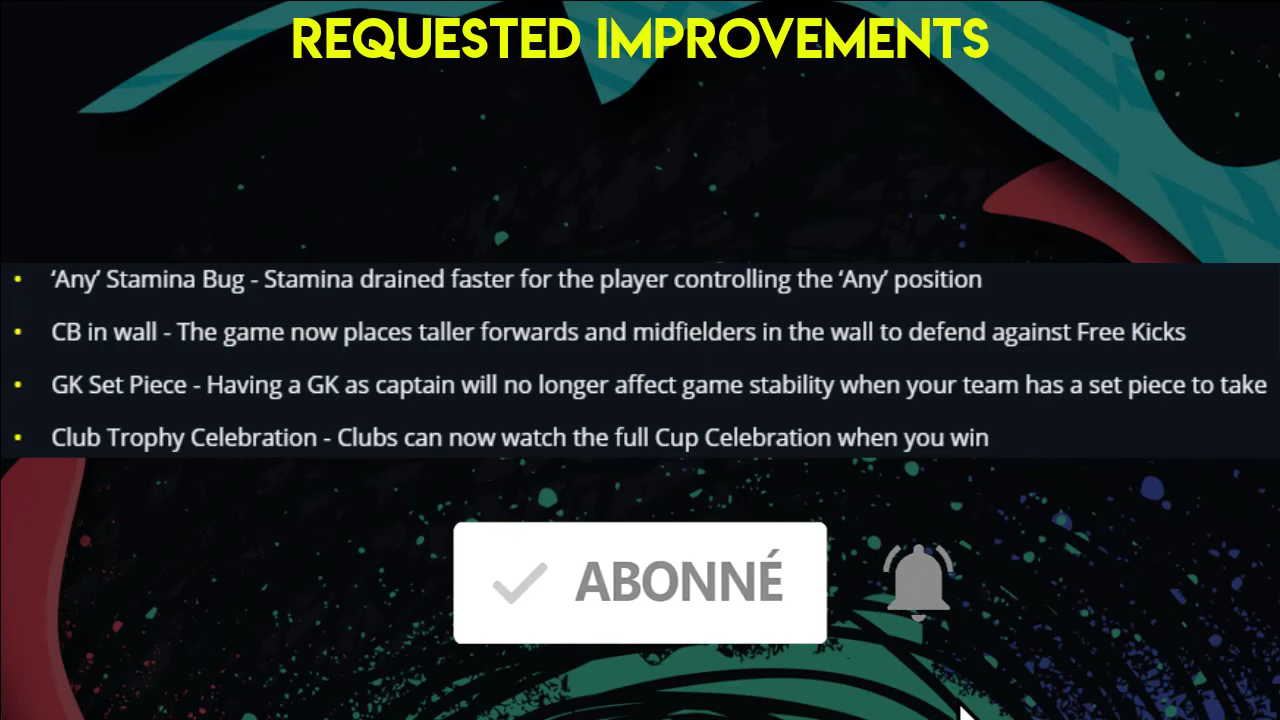 REQUESTED IMPROVEMENTS
• ‘Any’ Stamina Bug - Stamina drained faster for the player controlling the ‘Any’ position
• CB in wall - The game now places taller forwards and midfielders in the wall to defend against Free Kicks
• GK Set Piece - Having a GK as captain will no longer affect game stability when your team has a set piece to take
• Club Trophy Celebration - Clubs can now watch the full Cup Celebration when you win
ABONNÉ